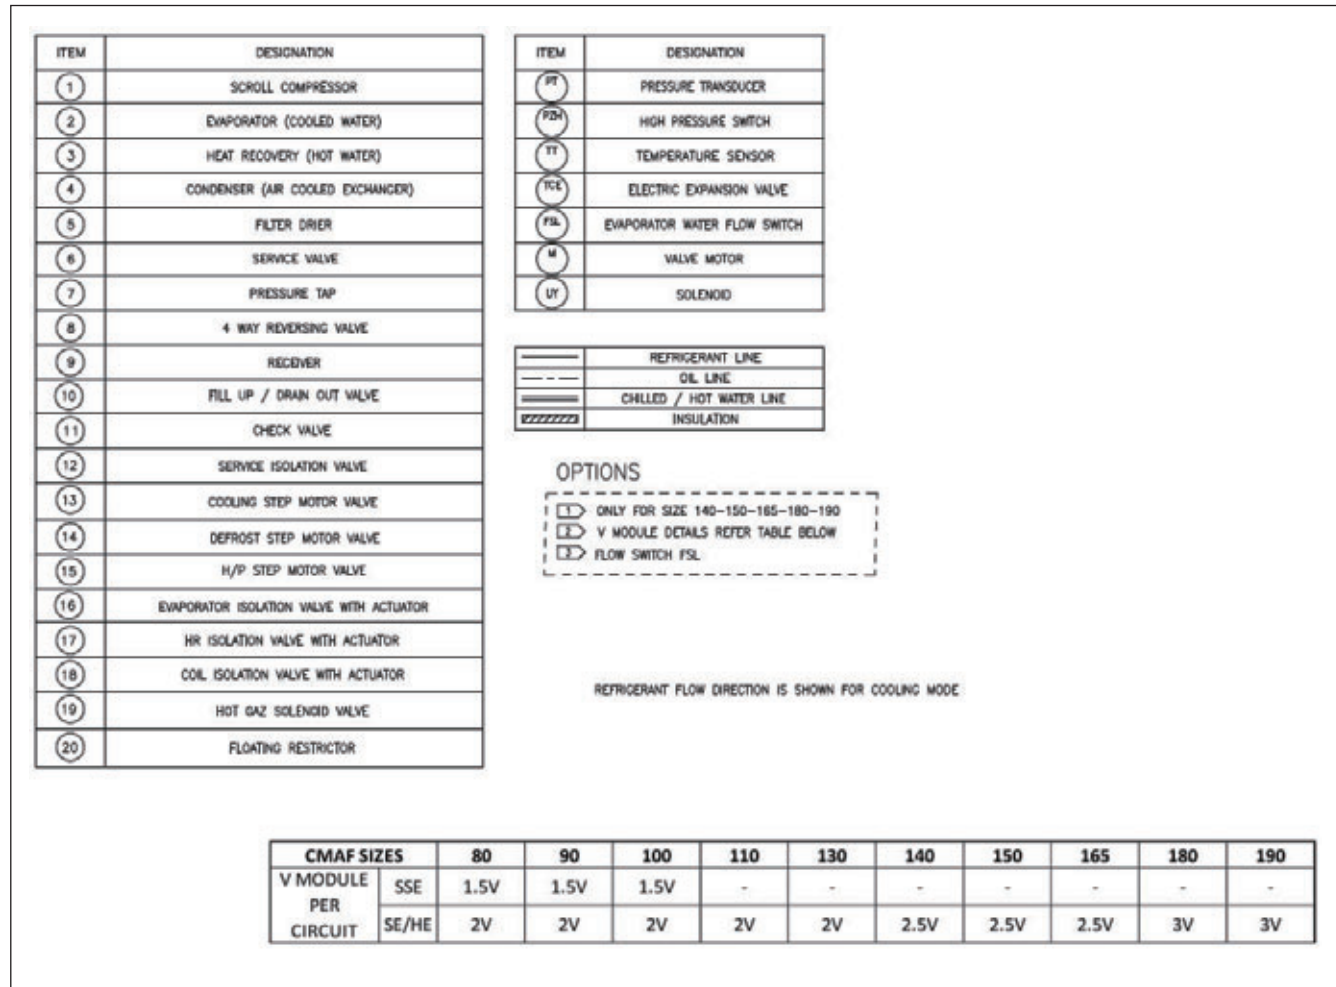 ITEM DESIGNATION
1 SCROLL COMPRESSOR
2 EVAPORATOR (COOLED WATER)
3 HEAT RECOVERY (HOT WATER)
4 CONDENSER (AIR COOLED EXCHANGER)
5 FILTER DRIER
6 SERVICE VALVE
7 PRESSURE TAP
8 4 WAY REVERSING VALVE
9 RECEIVER
10 FILL UP / DRAIN OUT VALVE
11 CHECK VALVE
12 SERVICE ISOLATION VALVE
13 COOLING STEP MOTOR VALVE
14 DEFROST STEP MOTOR VALVE
15 H/P STEP MOTOR VALVE
16 EVAPORATOR ISOLATION VALVE WITH ACTUATOR
17 HR ISOLATION VALVE WITH ACTUATOR
18 COIL ISOLATION VALVE WITH ACTUATOR
19 HOT GAZ SOLENOID VALVE
20 FLOATING RESTRICTOR
ITEM DESIGNATION
PT PRESSURE TRANSDUCER
PZH HIGH PRESSURE SWITCH
TT TEMPERATURE SENSOR
TCE ELECTRIC EXPANSION VALVE
FSL EVAPORATOR WATER FLOW SWITCH
M VALVE MOTOR
UY SOLENOID
REFRIGERANT LINE
OIL LINE
CHILLED / HOT WATER LINE
INSULATION
OPTIONS
1 ONLY FOR SIZE 140-150-165-180-190
2 V MODULE DETAILS REFER TABLE BELOW
3 FLOW SWITCH FSL
REFRIGERANT FLOW DIRECTION IS SHOWN FOR COOLING MODE
CMAF SIZES 80 90 100 110 130 140 150 165 180 190
V MODULE
PER
CIRCUIT
SSE 1.5V 1.5V 1.5V - - - - - - -
SE/HE 2V 2V 2V 2V 2V 2.5V 2.5V 2.5V 3V 3V